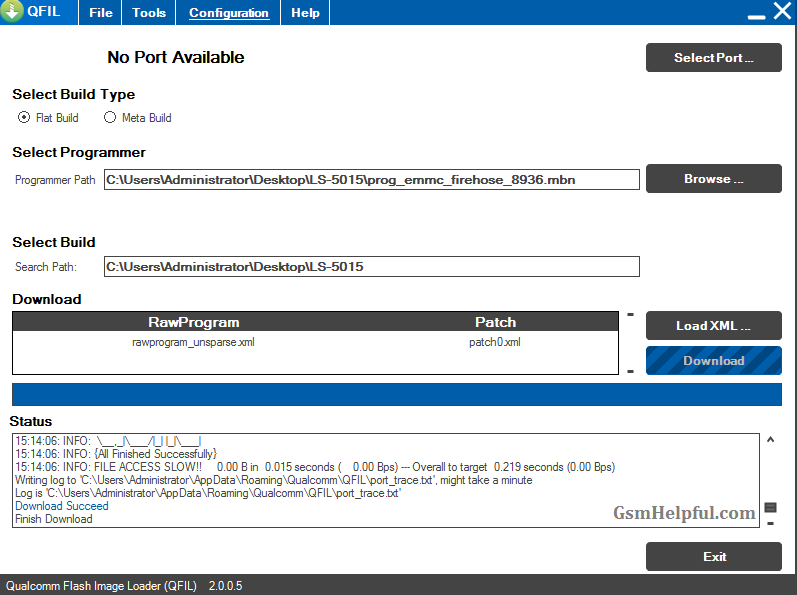 QFIL File Tools Configuration Help
No Port Available
Select Port ...
Select Build Type
Flat Build Meta Build
Select Programmer
Programmer Path C:\Users\Administrator\Desktop\LS-5015\prog_emmc_firehose_8936.mbn
Browse ...
Select Build
Search Path: C:\Users\Administrator\Desktop\LS-5015
Download
RawProgram Patch
rawprogram_unsparse.xml patch0.xml
Load XML ...
Download
Status
15:14:06: INFO: \__,_|\___/|_| |_|\___|
15:14:06: INFO: {All Finished Successfully}
15:14:06: INFO: FILE ACCESS SLOW!! 0.00 B in 0.015 seconds ( 0.00 Bps) --- Overall to target 0.219 seconds (0.00 Bps)
Writing log to 'C:\Users\Administrator\AppData\Roaming\Qualcomm\QFIL\port_trace.txt', might take a minute
Log is 'C:\Users\Administrator\AppData\Roaming\Qualcomm\QFIL\port_trace.txt'
Download Succeed
Finish Download
GsmHelpful.com
Exit
Qualcomm Flash Image Loader (QFIL) 2.0.0.5